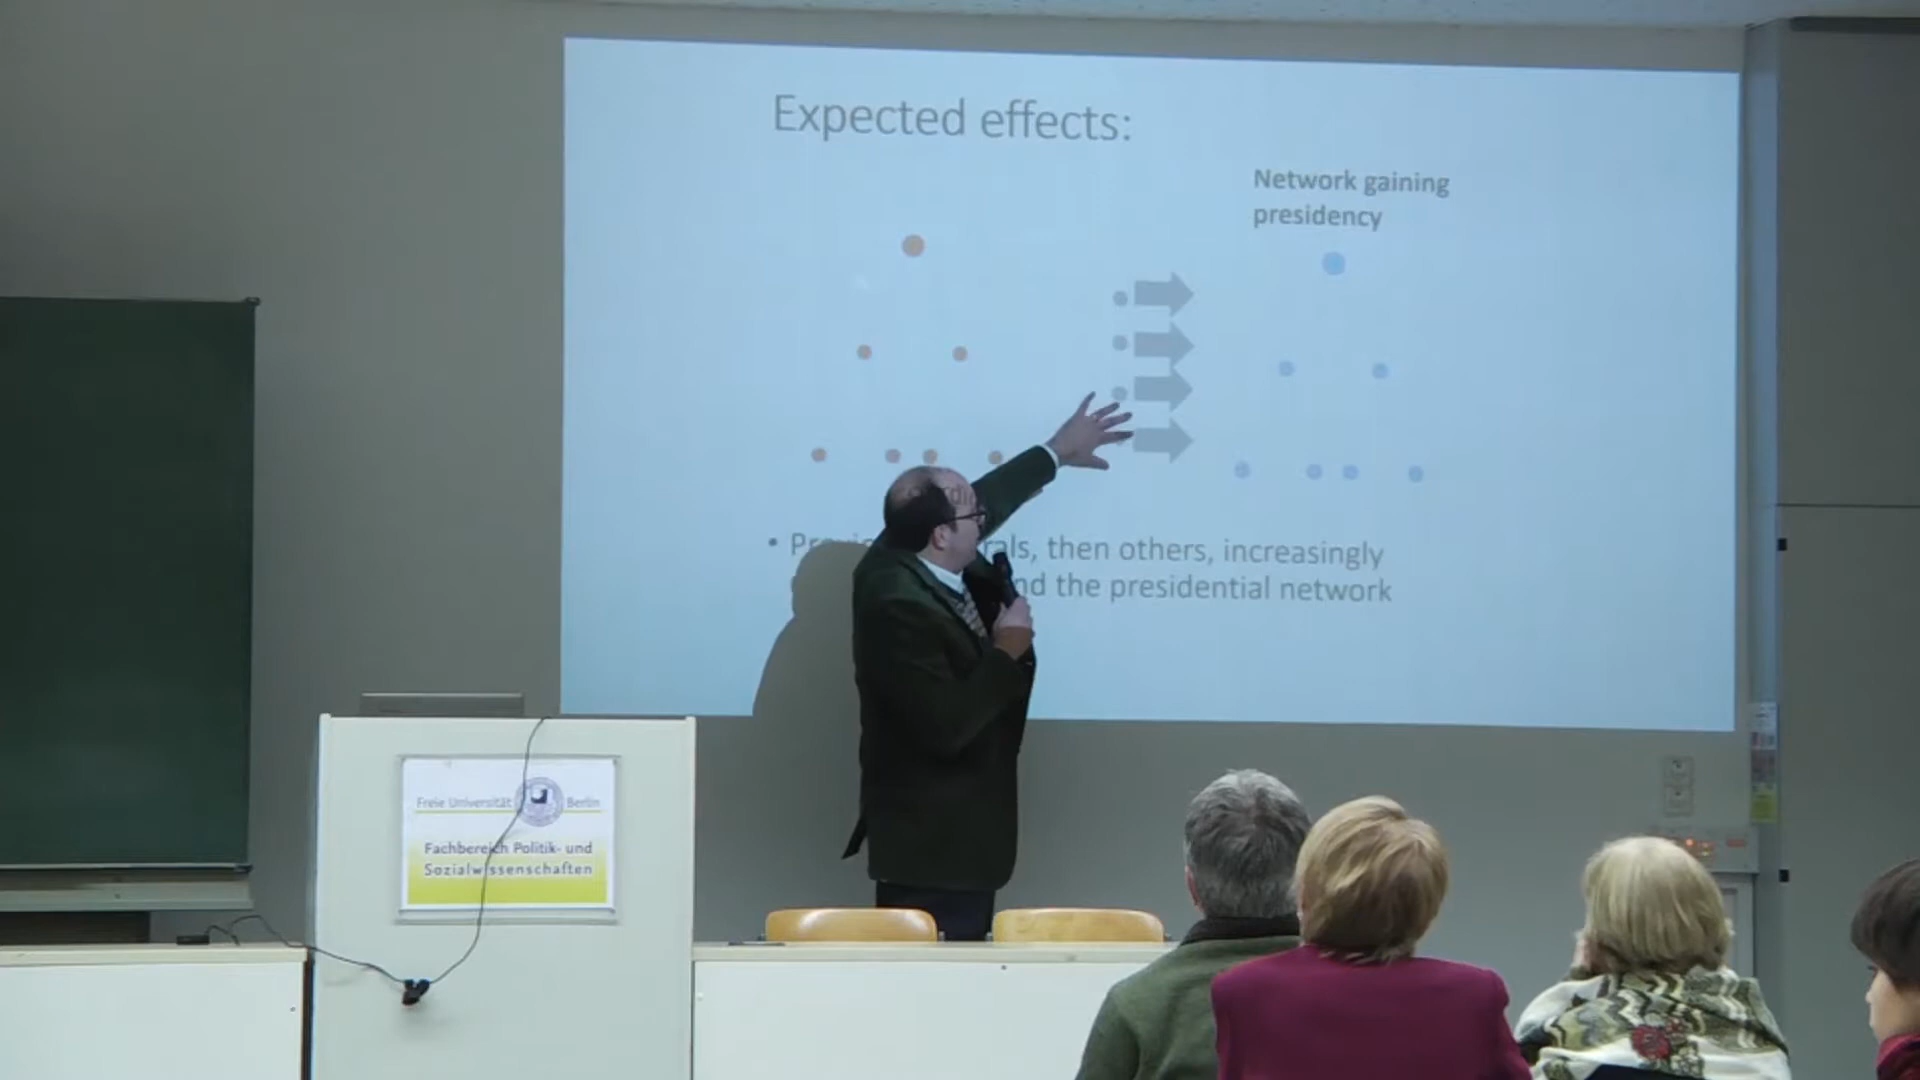 Expected effects:
Network gaining
presidency
rals, then others, increasingly
nd the presidential network
Freie Universität Berlin
Fachbereich Politik- und
Sozialwissenschaften